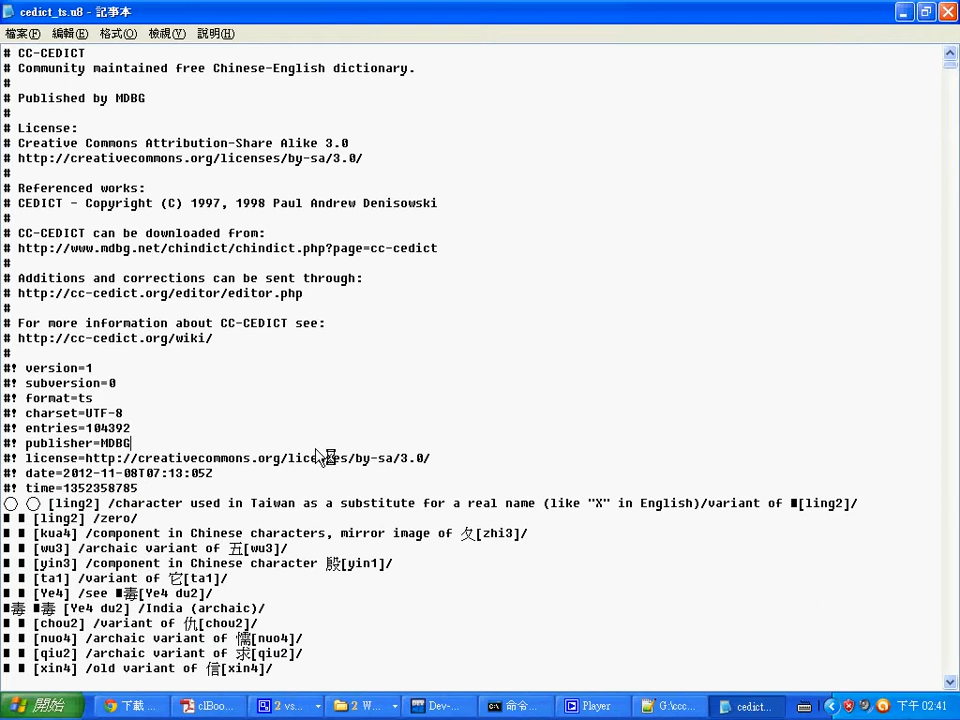 cedict_ts.u8 - 記事本
檔案(F) 編輯(E) 格式(O) 檢視(V) 說明(H)
# CC-CEDICT
# Community maintained free Chinese-English dictionary.
#
# Published by MDBG
#
# License:
# Creative Commons Attribution-Share Alike 3.0
# http://creativecommons.org/licenses/by-sa/3.0/
#
# Referenced works:
# CEDICT - Copyright (C) 1997, 1998 Paul Andrew Denisowski
#
# CC-CEDICT can be downloaded from:
# http://www.mdbg.net/chindict/chindict.php?page=cc-cedict
#
# Additions and corrections can be sent through:
# http://cc-cedict.org/editor/editor.php
#
# For more information about CC-CEDICT see:
# http://cc-cedict.org/wiki/
#
#! version=1
#! subversion=0
#! format=ts
#! charset=UTF-8
#! entries=104392
#! publisher=MDBG
#! license=http://creativecommons.org/licenses/by-sa/3.0/
#! date=2012-11-08T07:13:05Z
#! time=1352358785
○ ○ [ling2] /character used in Taiwan as a substitute for a real name (like "X" in English)/variant of ■[ling2]/
■ ■ [ling2] /zero/
■ ■ [kua4] /component in Chinese characters, mirror image of 夂[zhi3]/
■ ■ [wu3] /archaic variant of 五[wu3]/
■ ■ [yin3] /component in Chinese character 殷[yin1]/
■ ■ [ta1] /variant of 它[ta1]/
■ ■ [Ye4] /see ■毒[Ye4 du2]/
■毒 ■毒 [Ye4 du2] /India (archaic)/
■ ■ [chou2] /variant of 仇[chou2]/
■ ■ [nuo4] /archaic variant of 懦[nuo4]/
■ ■ [qiu2] /archaic variant of 求[qiu2]/
■ ■ [xin4] /old variant of 信[xin4]/
開始 下載 ... clBoo... 2 vs... 2 W... Dev-... 命令... Player G:\ccc... cedict... 下午 02:41